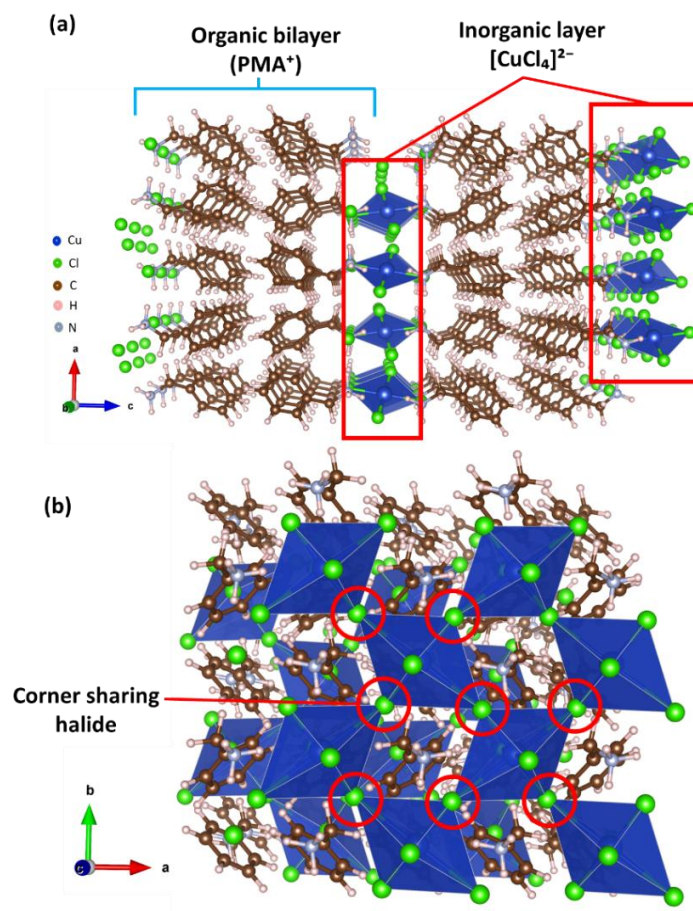 (a)
Organic bilayer
(PMA⁺)
Inorganic layer
[CuCl₄]²⁻
Cu
Cl
C
H
N
a
b
c
(b)
Corner sharing
halide
b
c
a